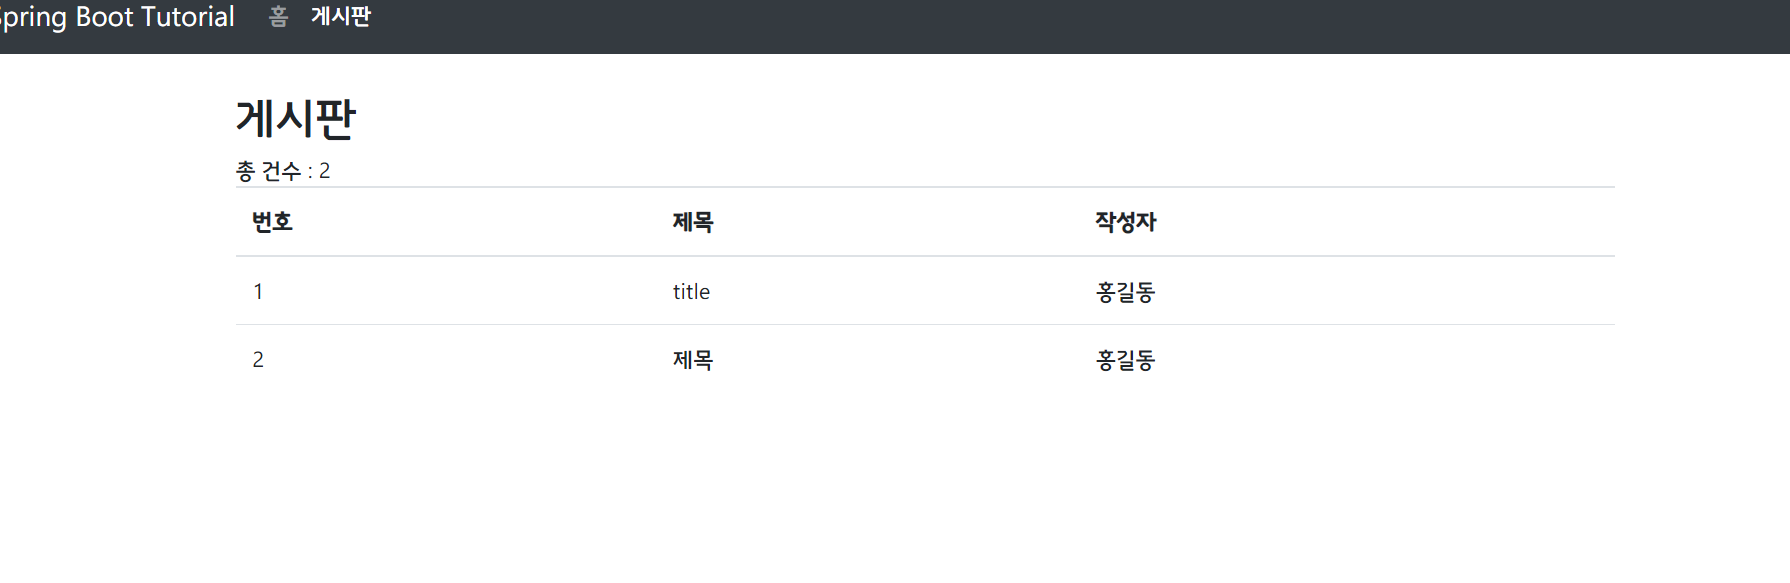 Spring Boot Tutorial 홈 게시판
게시판
총 건수 : 2
번호 제목 작성자
1 title 홍길동
2 제목 홍길동